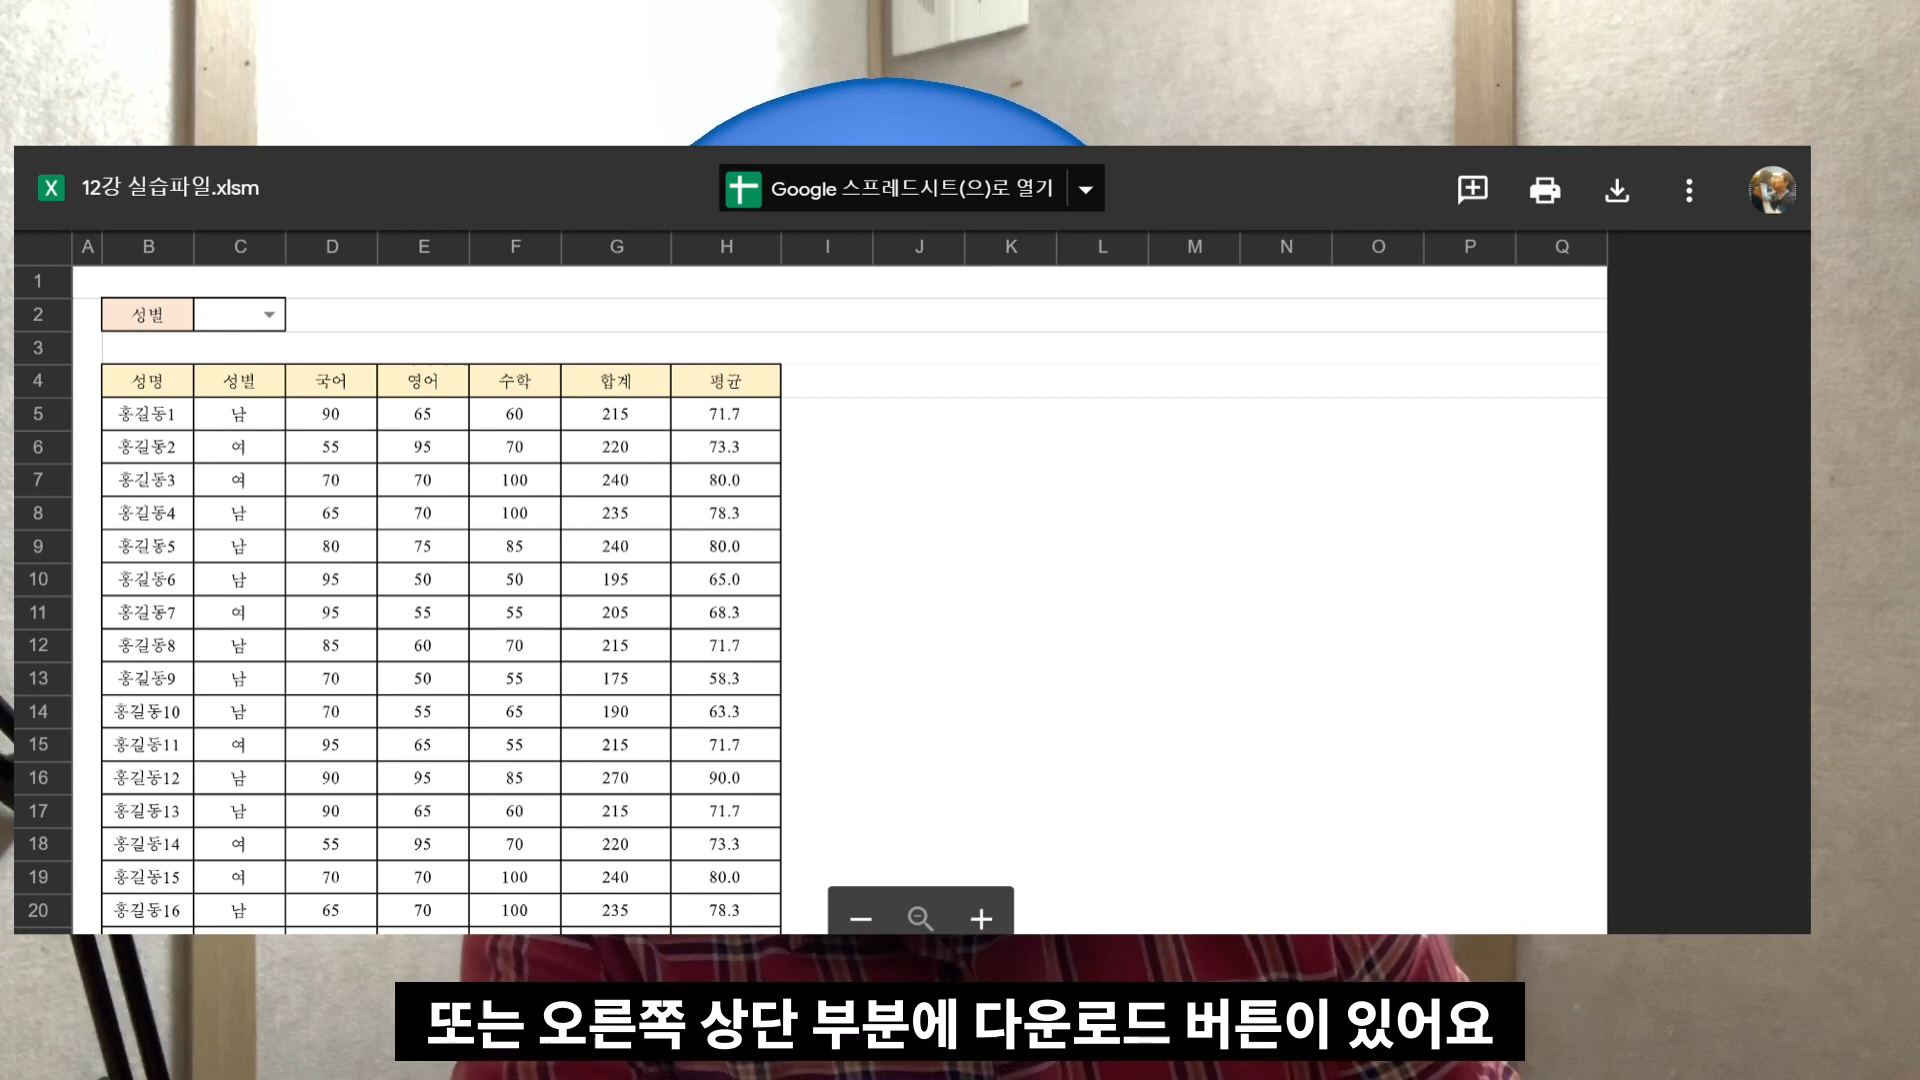 X 12강 실습파일.xlsm Google 스프레드시트(으)로 열기
A B C D E F G H I J K L M N O P Q
1
2 성별
3
4 성명 성별 국어 영어 수학 합계 평균
5 홍길동1 남 90 65 60 215 71.7
6 홍길동2 여 55 95 70 220 73.3
7 홍길동3 여 70 70 100 240 80.0
8 홍길동4 남 65 70 100 235 78.3
9 홍길동5 남 80 75 85 240 80.0
10 홍길동6 남 95 50 50 195 65.0
11 홍길동7 여 95 55 55 205 68.3
12 홍길동8 남 85 60 70 215 71.7
13 홍길동9 남 70 50 55 175 58.3
14 홍길동10 남 70 55 65 190 63.3
15 홍길동11 여 95 65 55 215 71.7
16 홍길동12 남 90 95 85 270 90.0
17 홍길동13 남 90 65 60 215 71.7
18 홍길동14 여 55 95 70 220 73.3
19 홍길동15 여 70 70 100 240 80.0
20 홍길동16 남 65 70 100 235 78.3
또는 오른쪽 상단 부분에 다운로드 버튼이 있어요